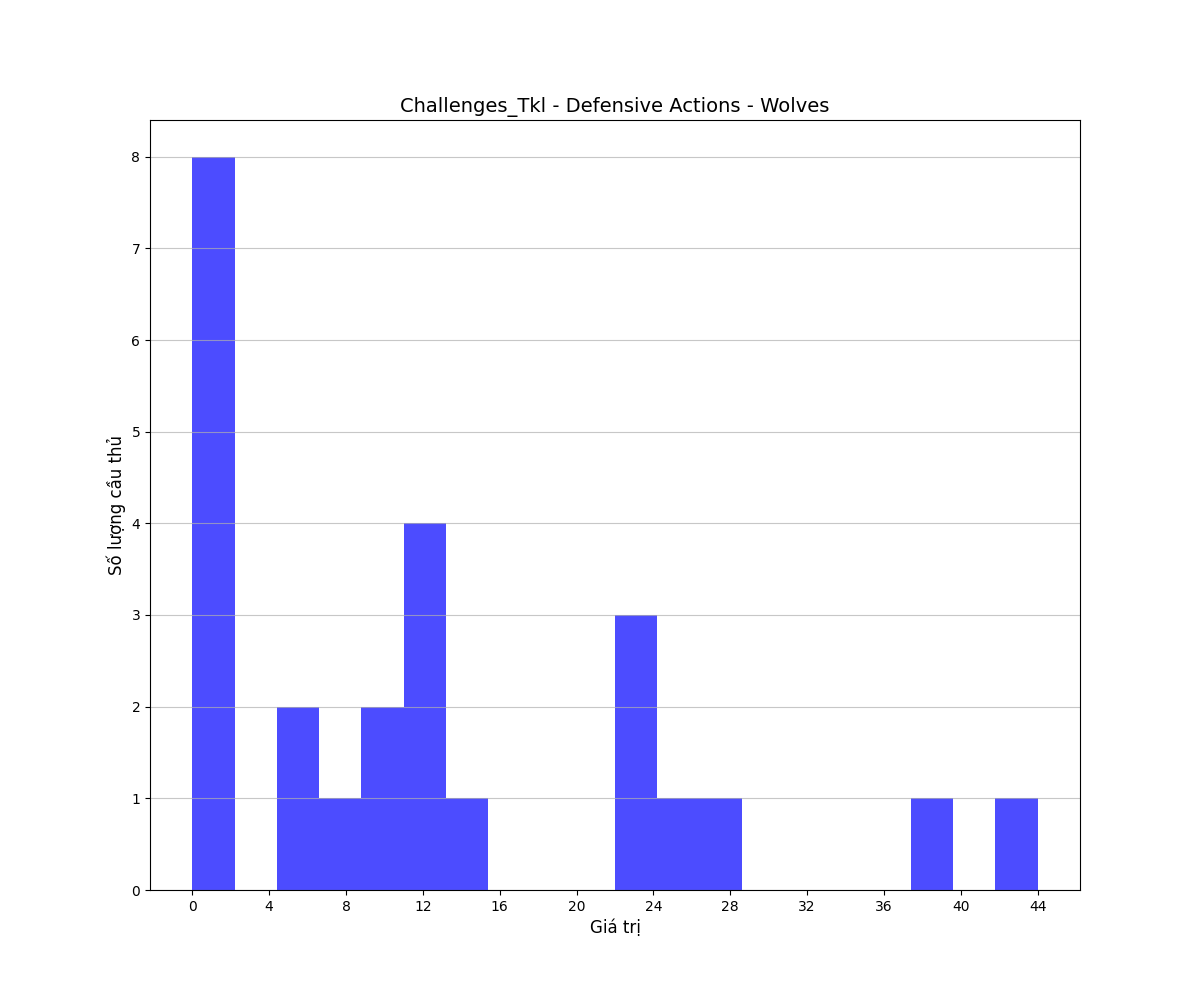 Challenges_Tkl - Defensive Actions - Wolves
8
7
6
5
4
3
2
1
0
Số lượng cầu thủ
0 4 8 12 16 20 24 28 32 36 40 44
Giá trị